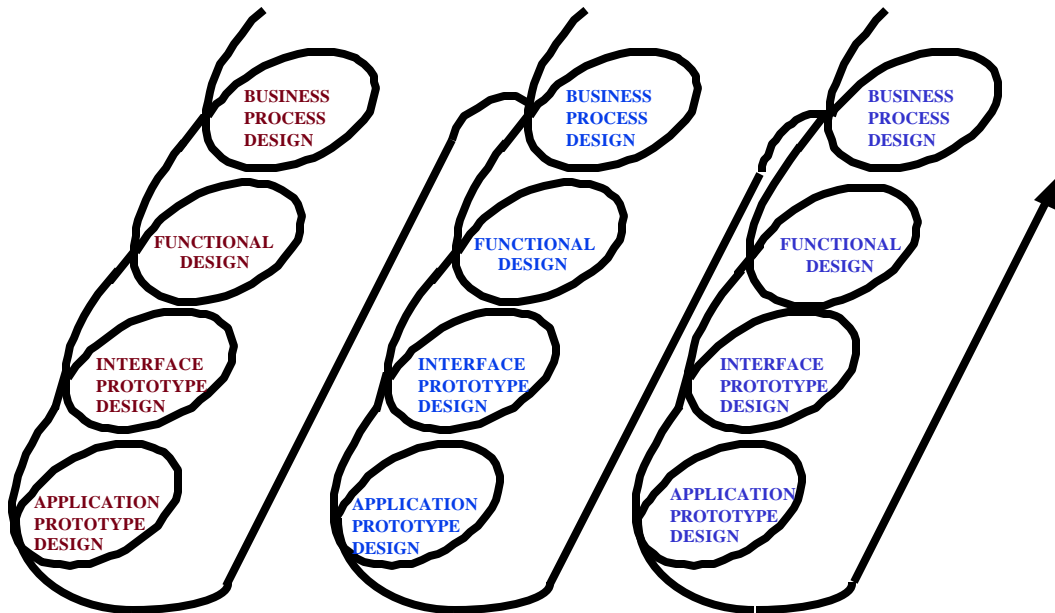 BUSINESS
PROCESS
DESIGN
FUNCTIONAL
DESIGN
INTERFACE
PROTOTYPE
DESIGN
APPLICATION
PROTOTYPE
DESIGN
BUSINESS
PROCESS
DESIGN
FUNCTIONAL
DESIGN
INTERFACE
PROTOTYPE
DESIGN
APPLICATION
PROTOTYPE
DESIGN
BUSINESS
PROCESS
DESIGN
FUNCTIONAL
DESIGN
INTERFACE
PROTOTYPE
DESIGN
APPLICATION
PROTOTYPE
DESIGN